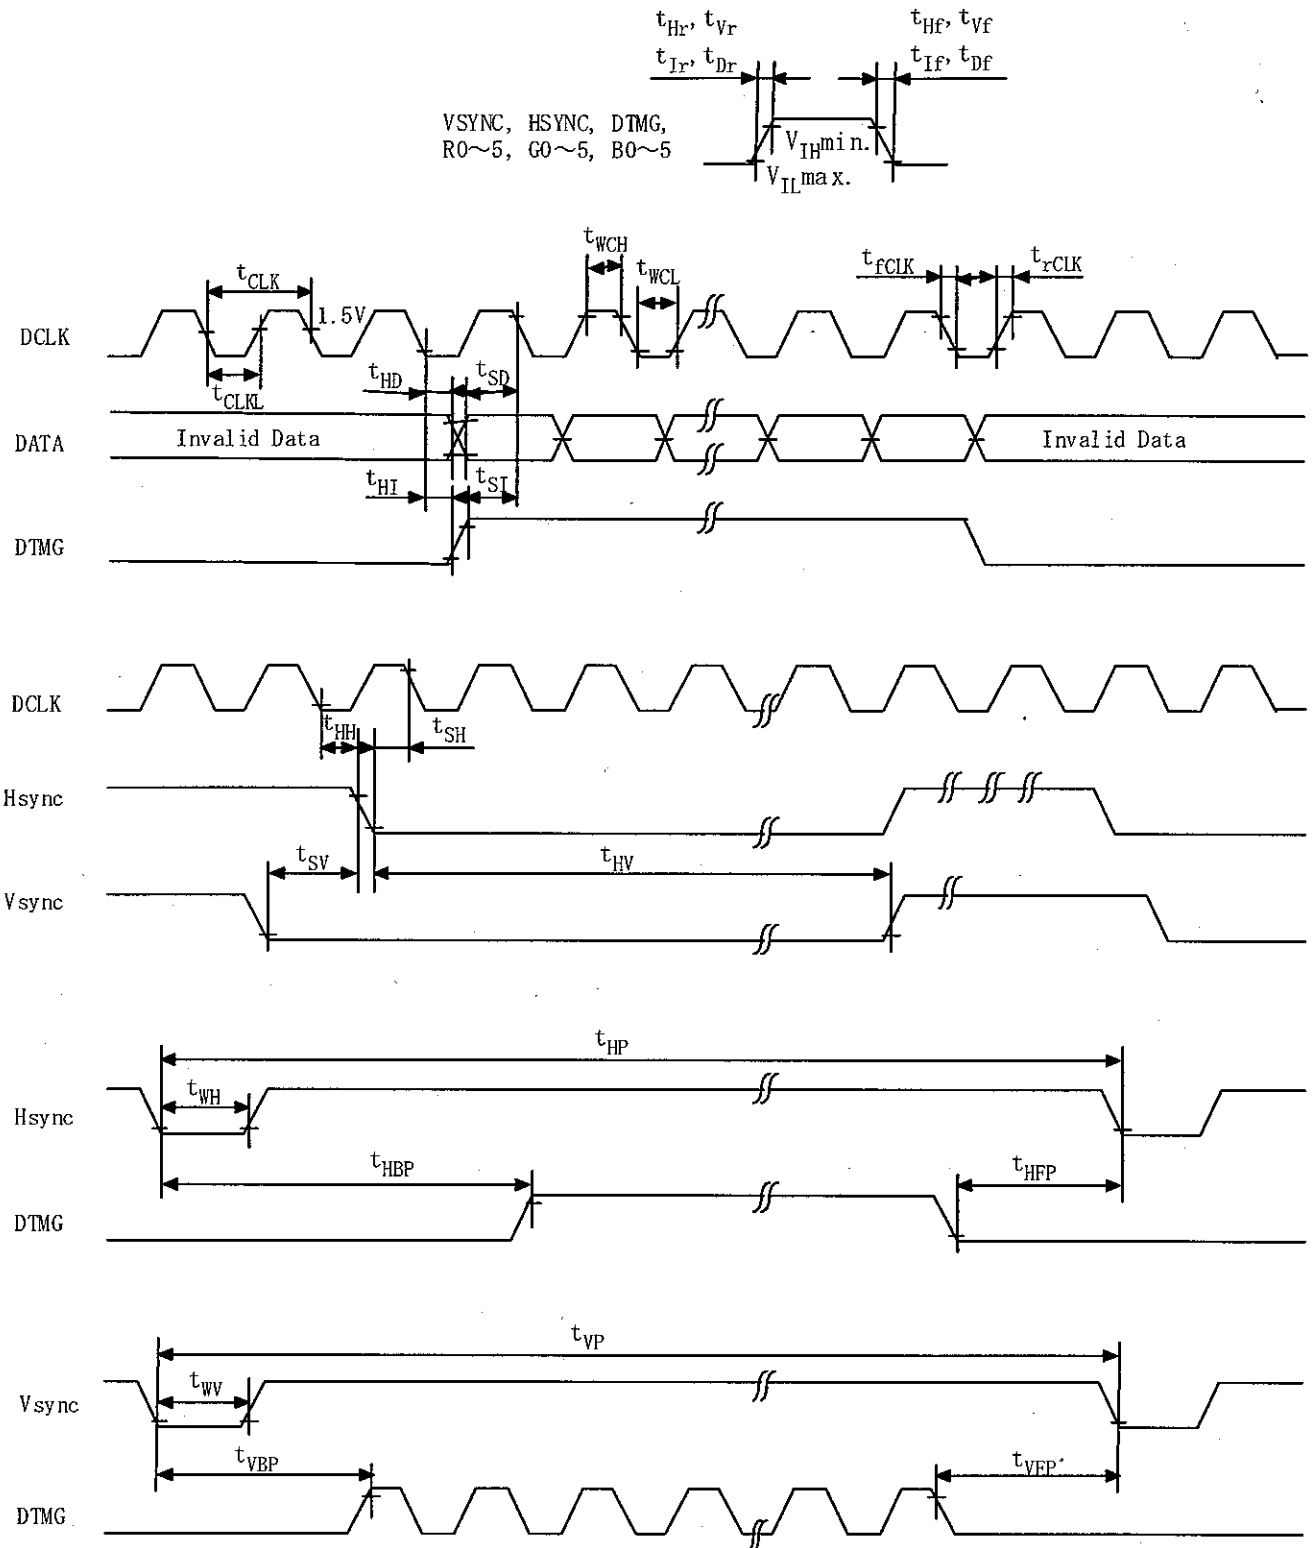 tHr, tVr
tHf, tVf
tIr, tDr
tIf, tDf
VSYNC, HSYNC, DTMG,
R0~5, G0~5, B0~5
VIHmin.
VILmax.
tWCH
tCLK
tWCL
tfCLK
trCLK
1.5V
DCLK
tHD
tSD
tCLKL
DATA
Invalid Data
Invalid Data
tHI
tSI
DTMG
DCLK
tHH
tSH
Hsync
tSV
tHV
Vsync
tHP
tWH
Hsync
tHBP
tHFP
DTMG
tVP
tWV
Vsync
tVBP
tVFP
DTMG